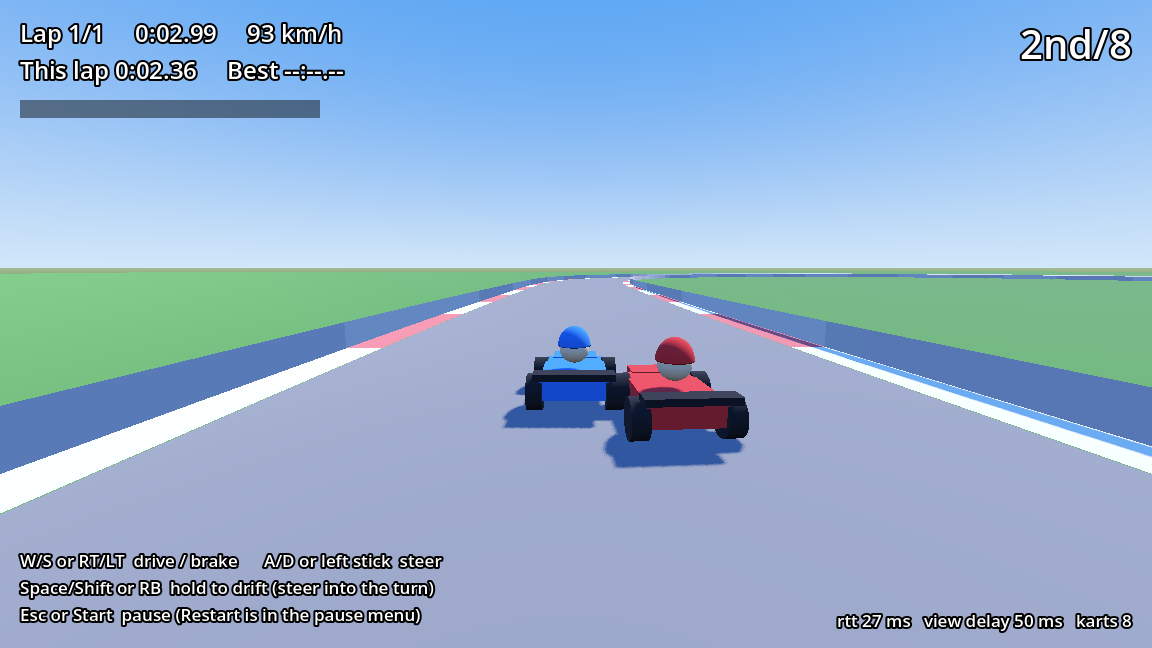 Lap 1/1 0:02.99 93 km/h
2nd/8
This lap 0:02.36 Best --:--.--
W/S or RT/LT drive / brake A/D or left stick steer
Space/Shift or RB hold to drift (steer into the turn)
Esc or Start pause (Restart is in the pause menu)
rtt 27 ms view delay 50 ms karts 8